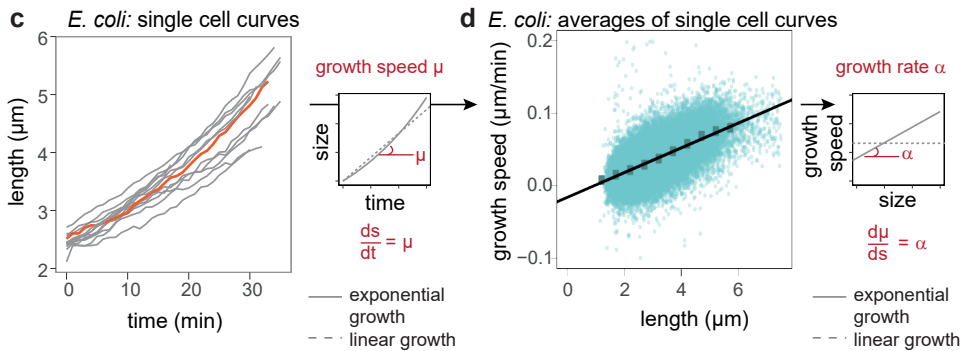 c E. coli: single cell curves
6
5
4
3
2
length (µm)
0 10 20 30
time (min)
growth speed µ
size
µ
time
ds
dt = µ
exponential
growth
linear growth
d E. coli: averages of single cell curves
growth speed (µm/min)
0.2
0.1
0.0
−0.1
0 2 4 6
length (µm)
growth rate α
growth
speed
α
size
dµ
ds = α
exponential
growth
linear growth